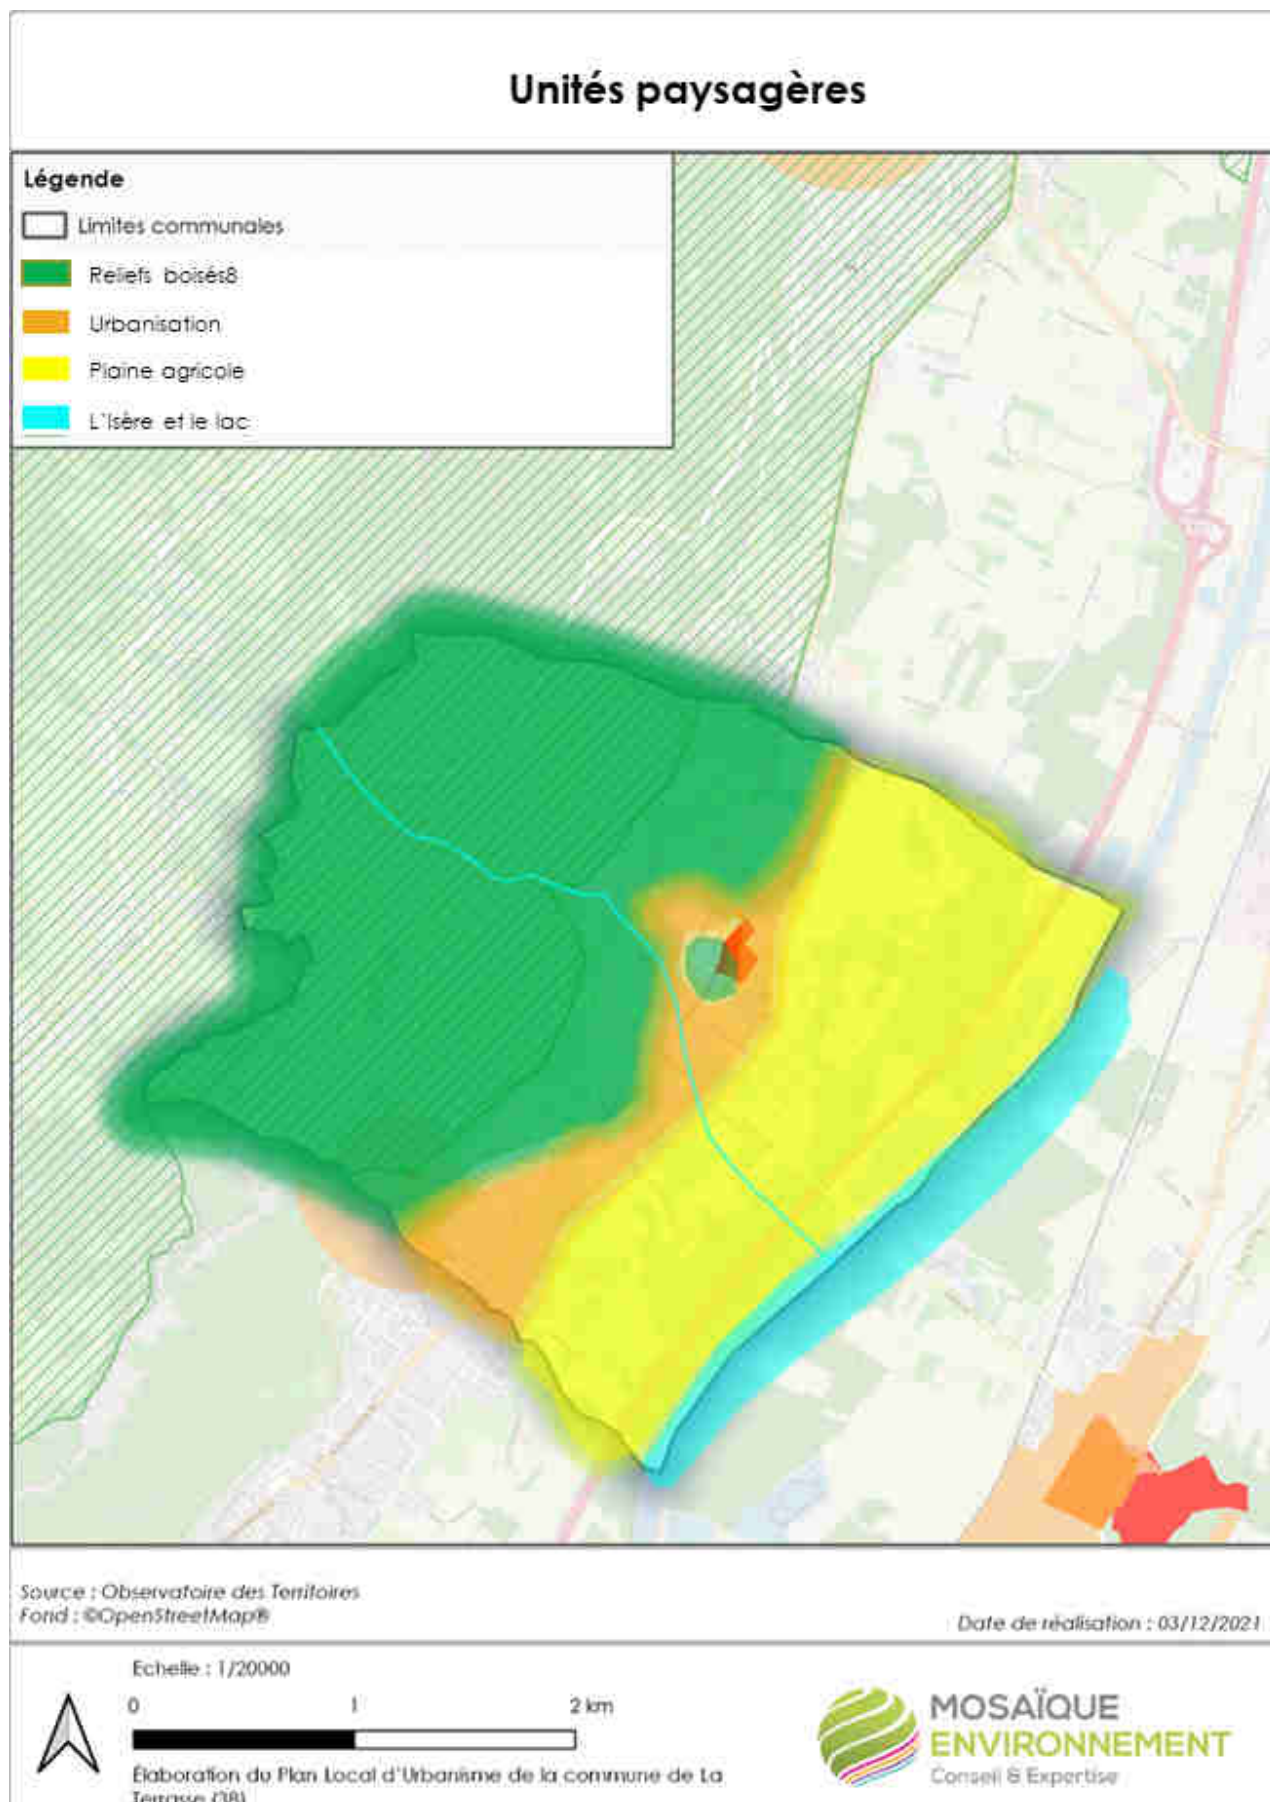 Unités paysagères
Légende
Limites communales
Reliefs boisés8
Urbanisation
Plaine agricole
L'Isère et le lac
Source : Observatoire des Territoires
Fond : ©OpenStreetMap®
Date de réalisation : 03/12/2021
Echelle : 1/20000
0 1 2 km
Élaboration du Plan Local d'Urbanisme de la commune de La
Terrasse (38)
MOSAÏQUE
ENVIRONNEMENT
Conseil & Expertise